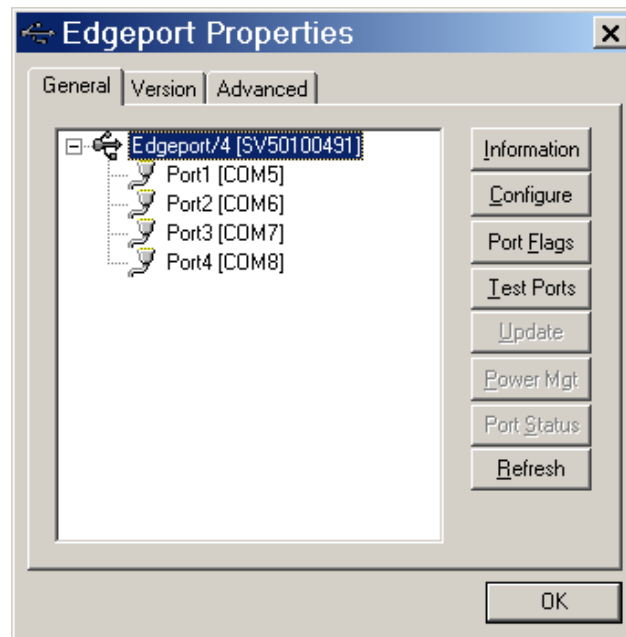 Edgeport Properties
General Version Advanced
Edgeport/4 [SV50100491]
Port1 [COM5]
Port2 [COM6]
Port3 [COM7]
Port4 [COM8]
Information
Configure
Port Flags
Test Ports
Update
Power Mgt
Port Status
Refresh
OK